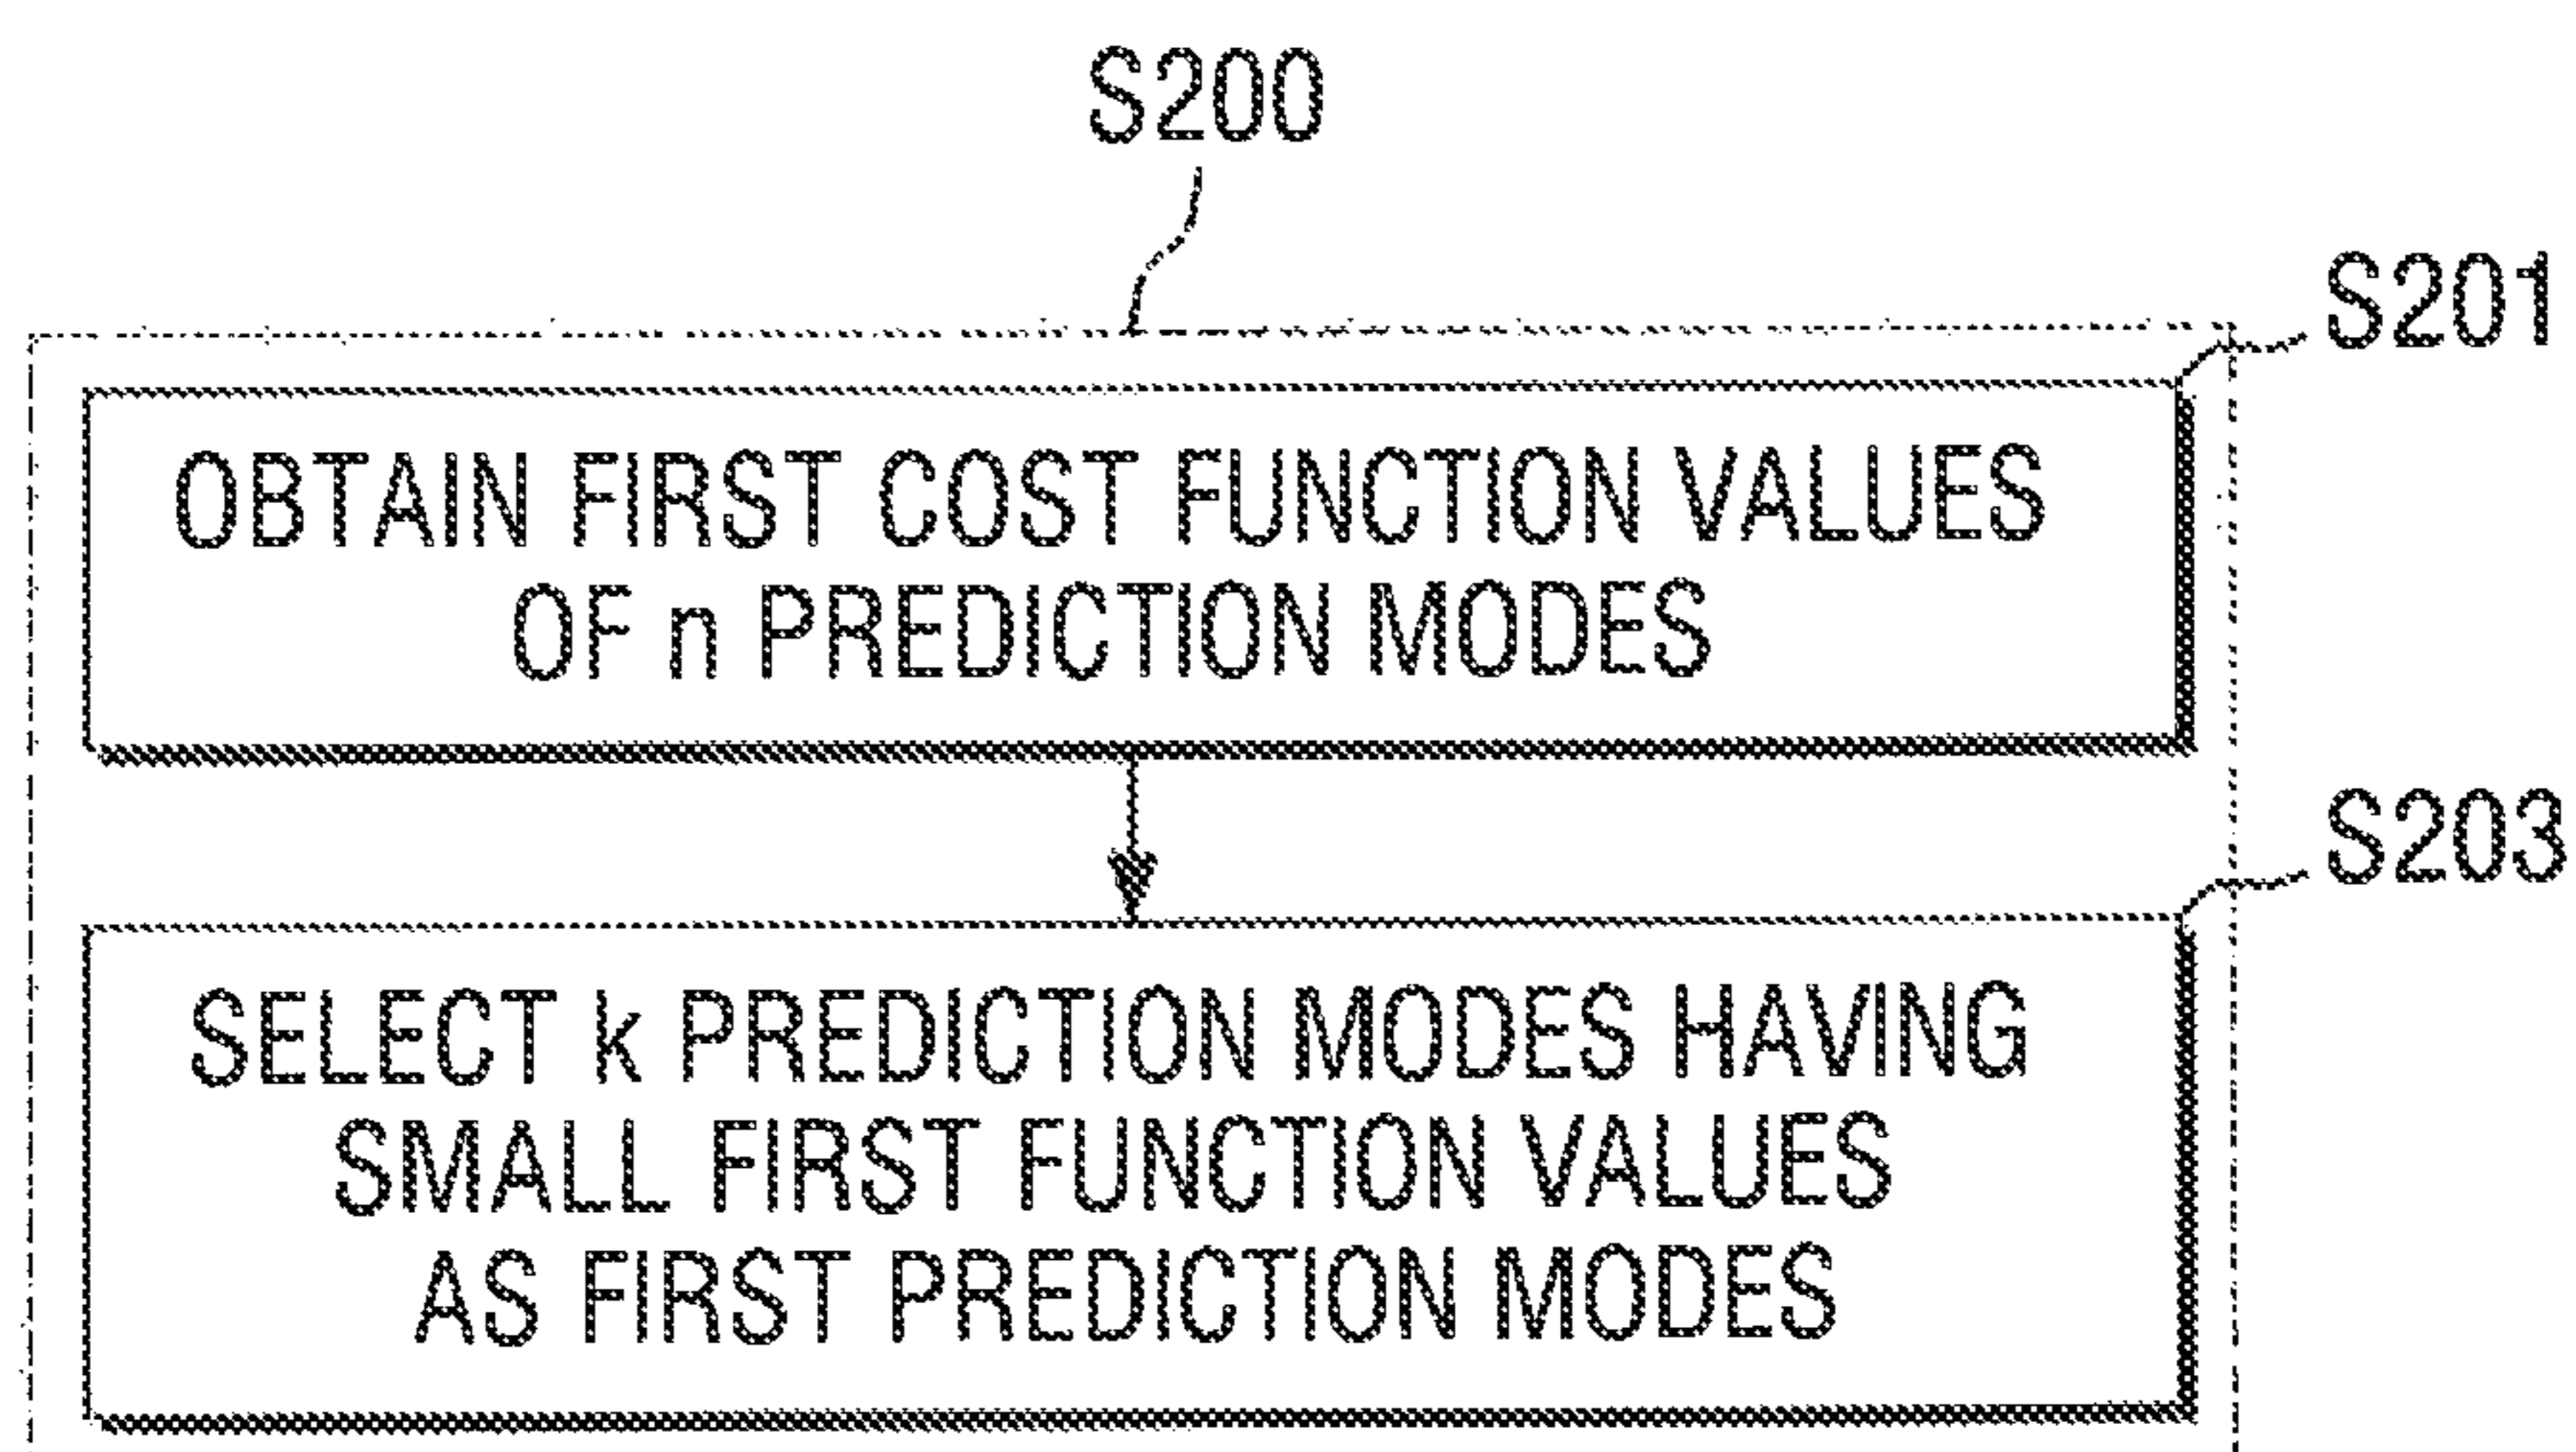 S200
S201
OBTAIN FIRST COST FUNCTION VALUES
OF n PREDICTION MODES
S203
SELECT k PREDICTION MODES HAVING
SMALL FIRST FUNCTION VALUES
AS FIRST PREDICTION MODES